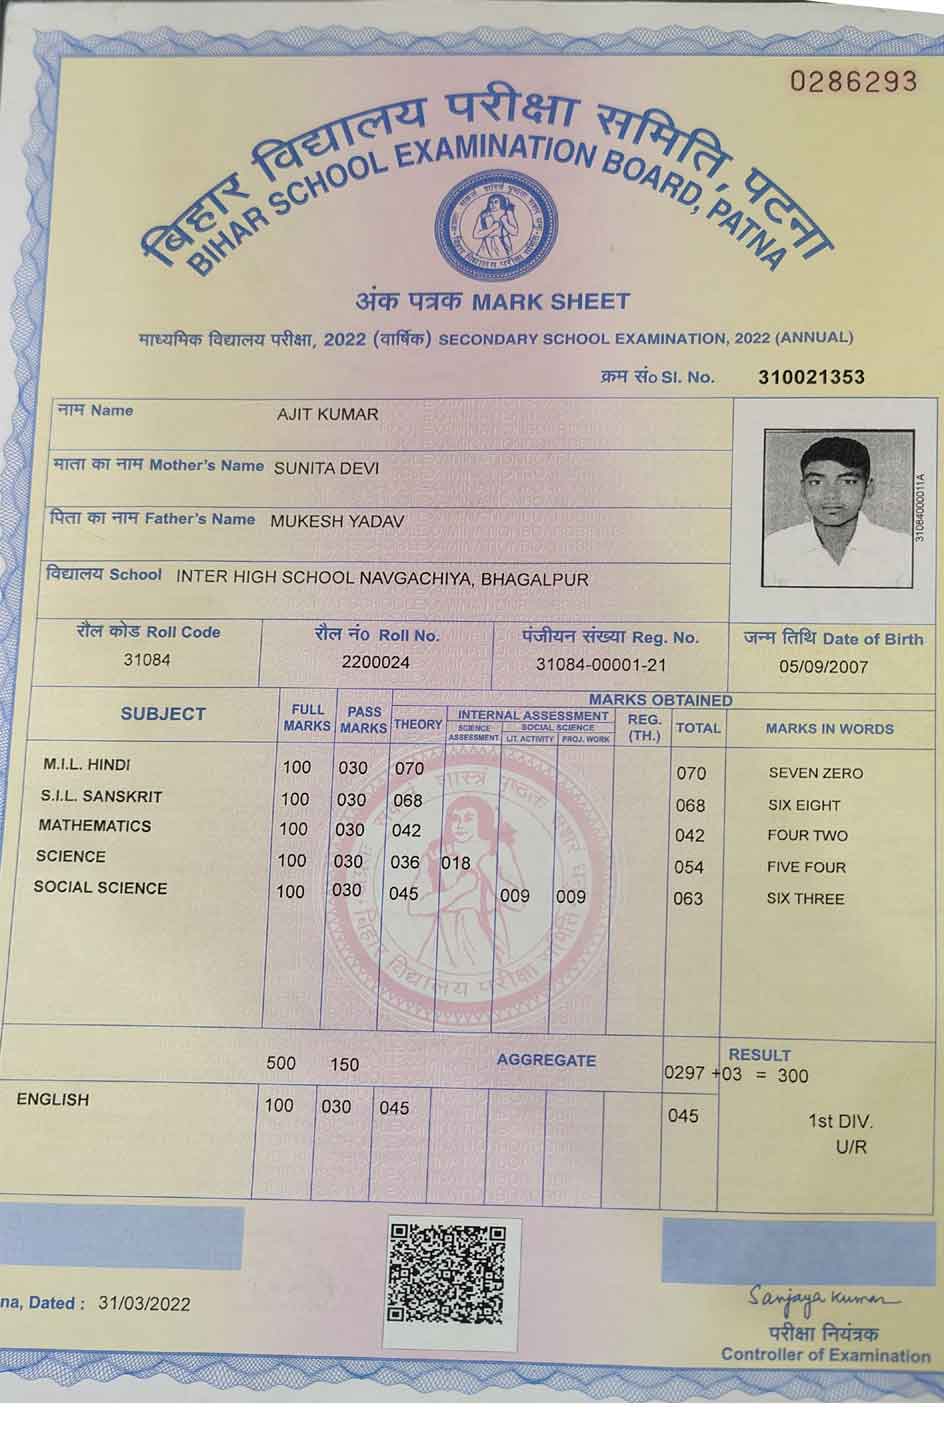 0286293
बिहार विद्यालय परीक्षा समिति, पटना
BIHAR SCHOOL EXAMINATION BOARD, PATNA
अंक पत्रक MARK SHEET
माध्यमिक विद्यालय परीक्षा, 2022 (वार्षिक) SECONDARY SCHOOL EXAMINATION, 2022 (ANNUAL)
क्रम सं० Sl. No. 310021353
नाम Name AJIT KUMAR
माता का नाम Mother's Name SUNITA DEVI
पिता का नाम Father's Name MUKESH YADAV
31084000011A
विद्यालय School INTER HIGH SCHOOL NAVGACHIYA, BHAGALPUR
रौल कोड Roll Code रौल नं० Roll No. पंजीयन संख्या Reg. No. जन्म तिथि Date of Birth
31084 2200024 31084-00001-21 05/09/2007
SUBJECT FULL MARKS PASS MARKS MARKS OBTAINED
THEORY INTERNAL ASSESSMENT REG. (TH.) TOTAL MARKS IN WORDS
SCIENCE ASSESSMENT SOCIAL SCIENCE
LIT. ACTIVITY PROJ. WORK
M.I.L. HINDI 100 030 070 070 SEVEN ZERO
S.I.L. SANSKRIT 100 030 068 068 SIX EIGHT
MATHEMATICS 100 030 042 042 FOUR TWO
SCIENCE 100 030 036 018 054 FIVE FOUR
SOCIAL SCIENCE 100 030 045 009 009 063 SIX THREE
बिहार विद्यालय परीक्षा समिति
500 150 AGGREGATE RESULT
0297 +03 = 300
ENGLISH 100 030 045 045 1st DIV.
U/R
na, Dated : 31/03/2022
Sanjaya Kumar
परीक्षा नियंत्रक
Controller of Examination